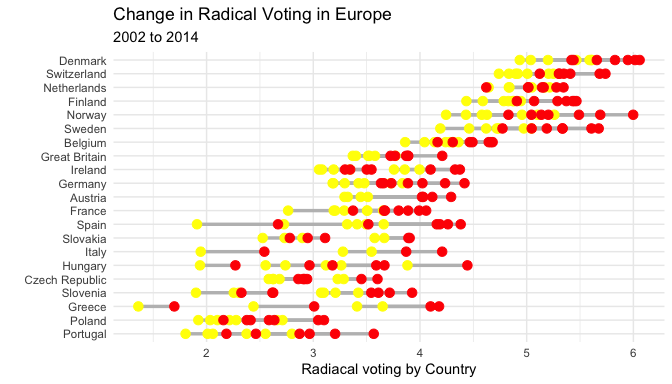 Change in Radical Voting in Europe
2002 to 2014
Denmark
Switzerland
Netherlands
Finland
Norway
Sweden
Belgium
Great Britain
Ireland
Germany
Austria
France
Spain
Slovakia
Italy
Hungary
Czech Republic
Slovenia
Greece
Poland
Portugal
2 3 4 5 6
Radiacal voting by Country